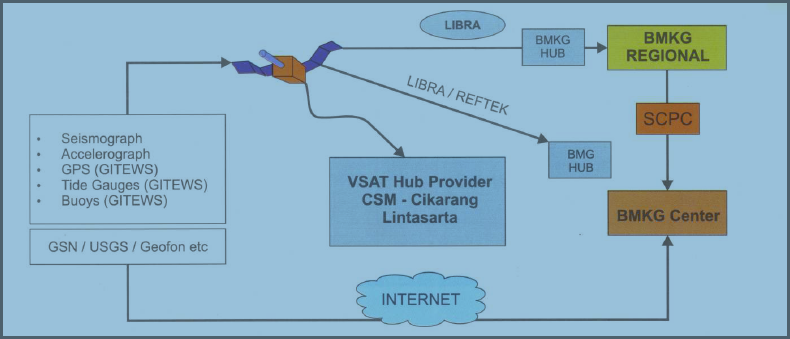 LIBRA
BMKG
HUB
BMKG
REGIONAL
LIBRA / REFTEK
SCPC
• Seismograph
• Accelerograph
• GPS (GITEWS)
• Tide Gauges (GITEWS)
• Buoys (GITEWS)
BMG
HUB
VSAT Hub Provider
CSM - Cikarang
Lintasarta
BMKG Center
GSN / USGS / Geofon etc
INTERNET